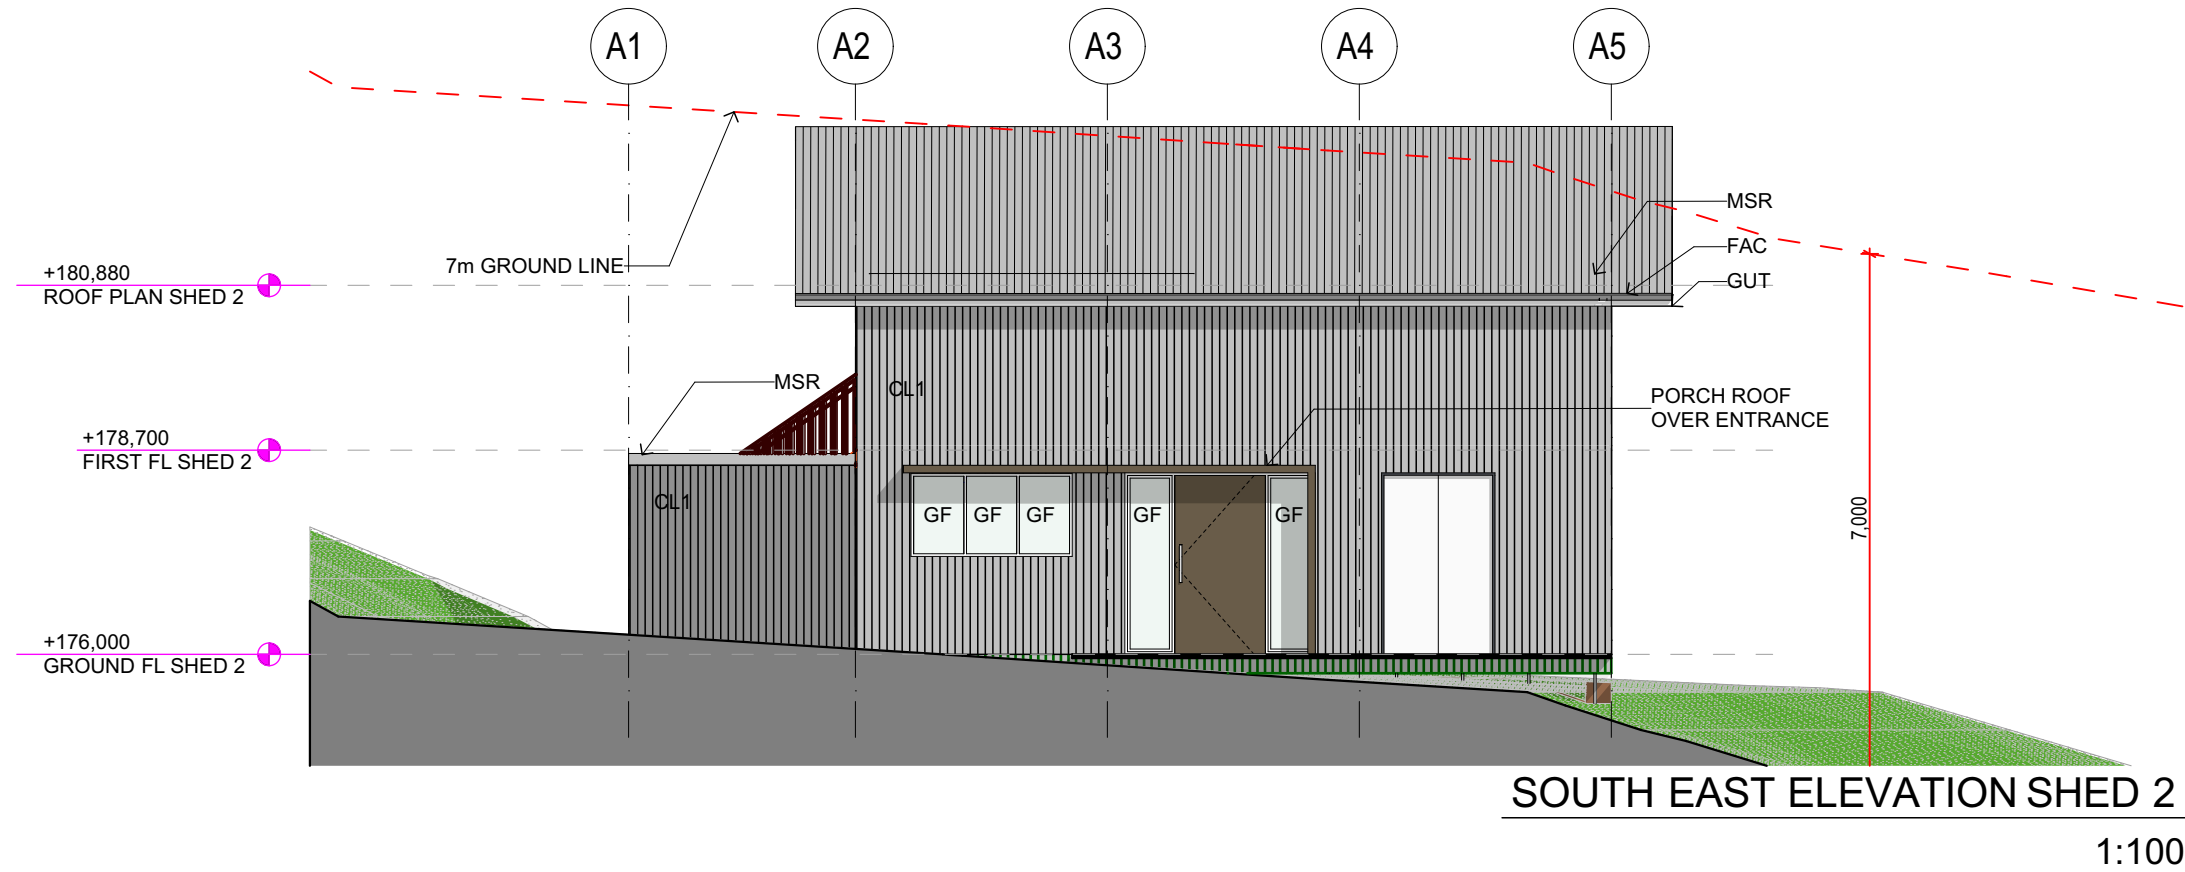 A1
A2
A3
A4
A5
MSR
FAC
GUT
7m GROUND LINE
+180,880
ROOF PLAN SHED 2
MSR
CL1
PORCH ROOF
OVER ENTRANCE
+178,700
FIRST FL SHED 2
CL1
GF
GF
GF
GF
GF
7,000
+176,000
GROUND FL SHED 2
SOUTH EAST ELEVATION SHED 2
1:100